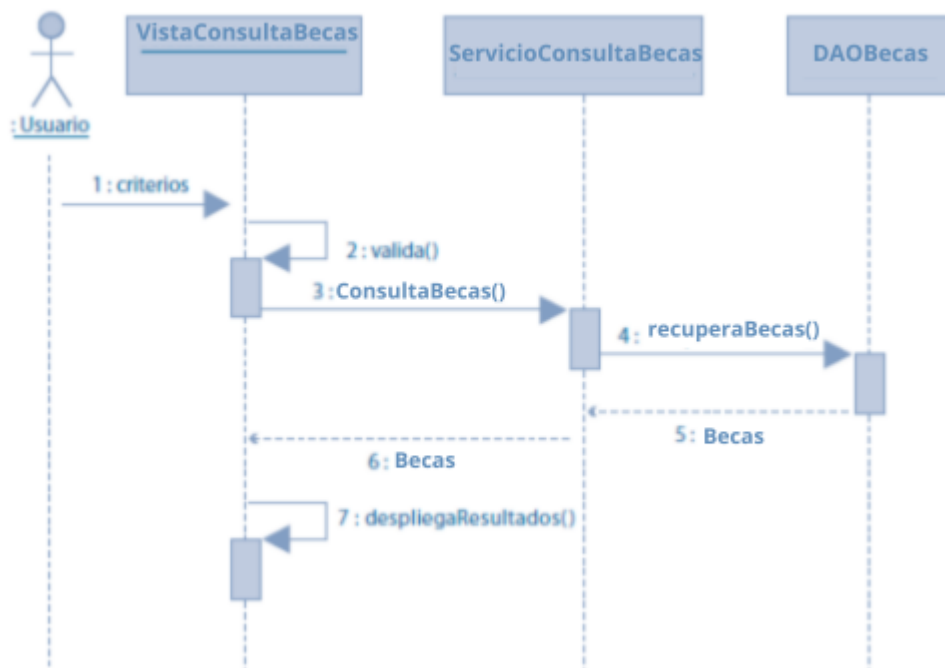 VistaConsultaBecas
ServicioConsultaBecas
DAOBecas
: Usuario
1 : criterios
2 : valida()
3 :ConsultaBecas()
4 : recuperaBecas()
5 : Becas
6 : Becas
7 : despliegaResultados()